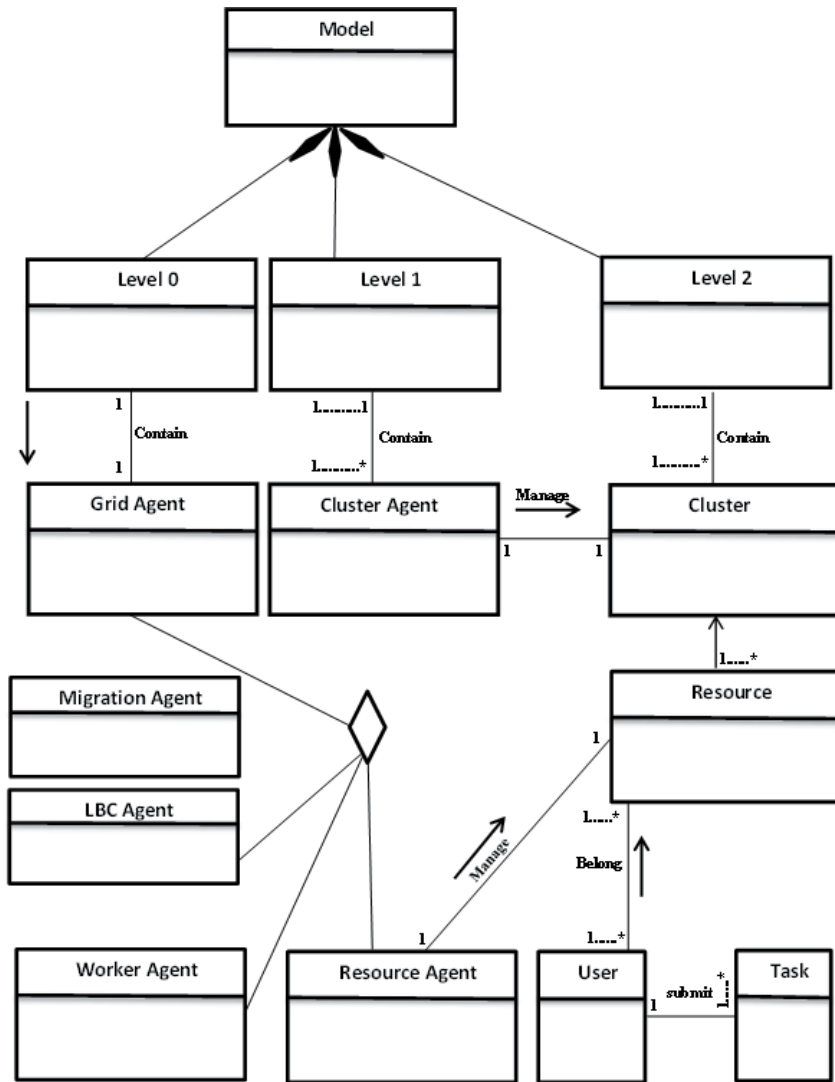 Model
Level 0
Level 1
Level 2
1
1..........1
1..........1
Contain
Contain
Contain
1
1..........*
1..........*
Grid Agent
Cluster Agent
Manage
Cluster
1
1
1......*
Migration Agent
Resource
1
LBC Agent
1......*
Manage
Belong
1
1......*
Worker Agent
Resource Agent
User
submit
1
1......*
Task